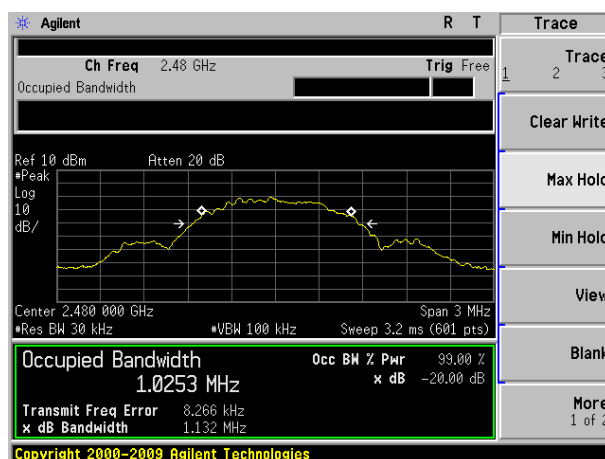 Agilent R T Trace
Ch Freq 2.48 GHz Trig Free
Occupied Bandwidth
Trace
1 2 3
Clear Write
Max Hold
Min Hold
View
Blank
More
1 of 2
Ref 10 dBm Atten 20 dB
#Peak
Log
10
dB/
Center 2.480 000 GHz Span 3 MHz
#Res BW 30 kHz #VBW 100 kHz Sweep 3.2 ms (601 pts)
Occupied Bandwidth Occ BW % Pwr 99.00 %
1.0253 MHz x dB -20.00 dB
Transmit Freq Error 8.266 kHz
x dB Bandwidth 1.132 MHz
Copyright 2000-2009 Agilent Technologies